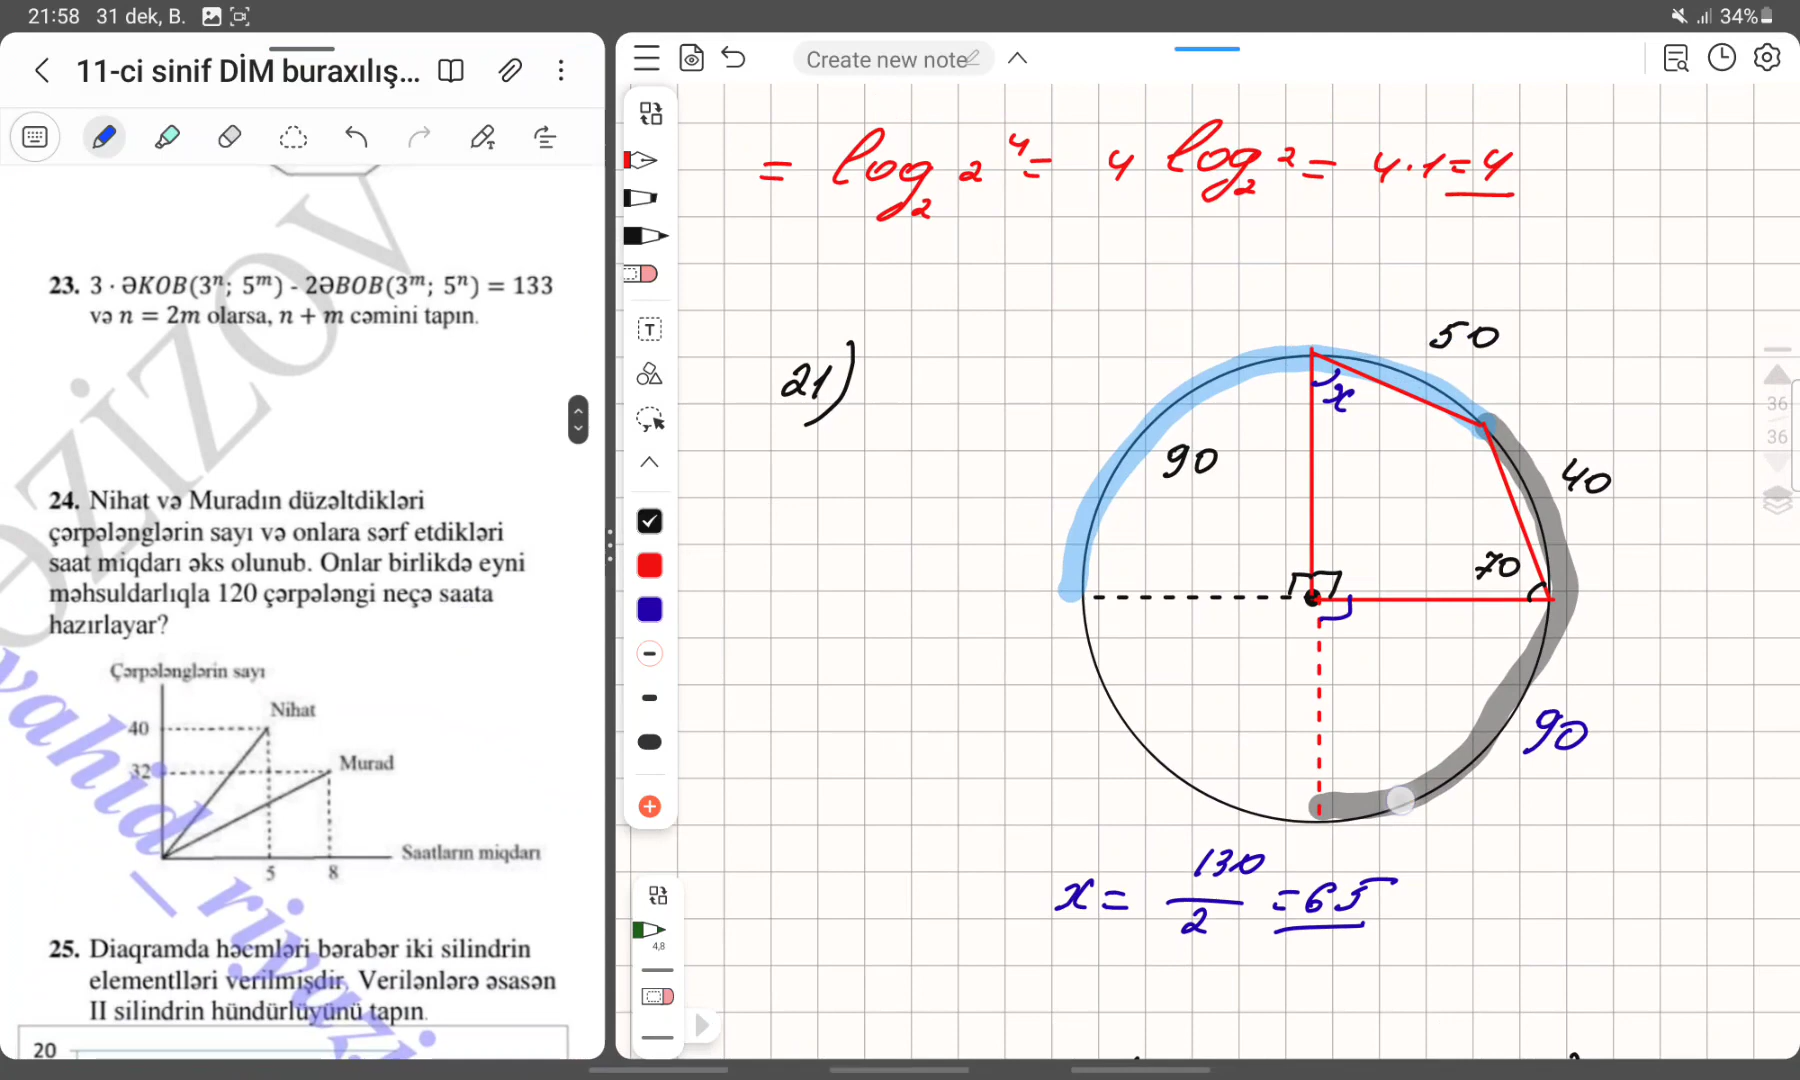 21:58 31 dek, B.
34%
11-ci sinif DİM buraxılış...
23. 3 · ƏKOB(3ⁿ; 5ᵐ) - 2ƏBOB(3ᵐ; 5ⁿ) = 133
və n = 2m olarsa, n + m cəmini tapın.
24. Nihat və Muradın düzəltdikləri
çərpələnglərin sayı və onlara sərf etdikləri
saat miqdarı əks olunub. Onlar birlikdə eyni
məhsuldarlıqla 120 çərpələngi neçə saata
hazırlayar?
Çərpələnglərin sayı
Nihat
40
Murad
32
Saatların miqdarı
5
8
25. Diaqramda həcmləri bərabər iki silindrin
elementlləri verilmişdir. Verilənlərə əsasən
II silindrin hündürlüyünü tapın.
20
əzizov
vahid_riyazi
Create new note
T
4,8
36
36
= log₂ 2⁴ = 4 log₂ 2 = 4 · 1 = 4
21)
50
x
90
40
70
90
x = 130/2 = 65